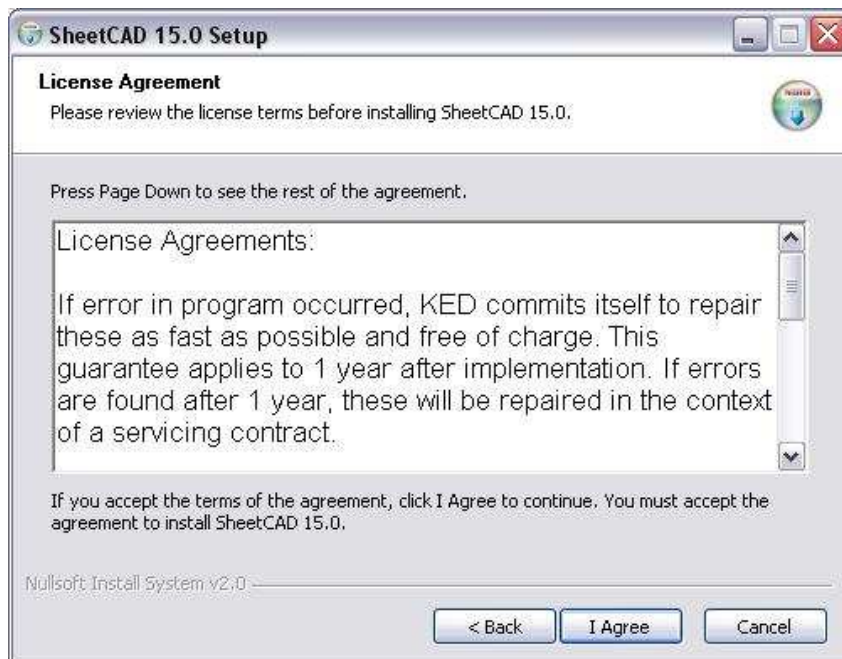 SheetCAD 15.0 Setup
License Agreement
Please review the license terms before installing SheetCAD 15.0.
Press Page Down to see the rest of the agreement.
License Agreements:
If error in program occurred, KED commits itself to repair
these as fast as possible and free of charge. This
guarantee applies to 1 year after implementation. If errors
are found after 1 year, these will be repaired in the context
of a servicing contract.
If you accept the terms of the agreement, click I Agree to continue. You must accept the
agreement to install SheetCAD 15.0.
Nullsoft Install System v2.0
< Back
I Agree
Cancel